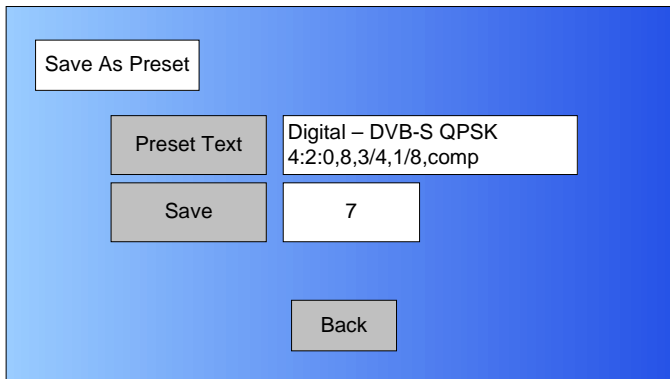 Save As Preset
Preset Text
Digital – DVB-S QPSK
4:2:0,8,3/4,1/8,comp
Save
7
Back